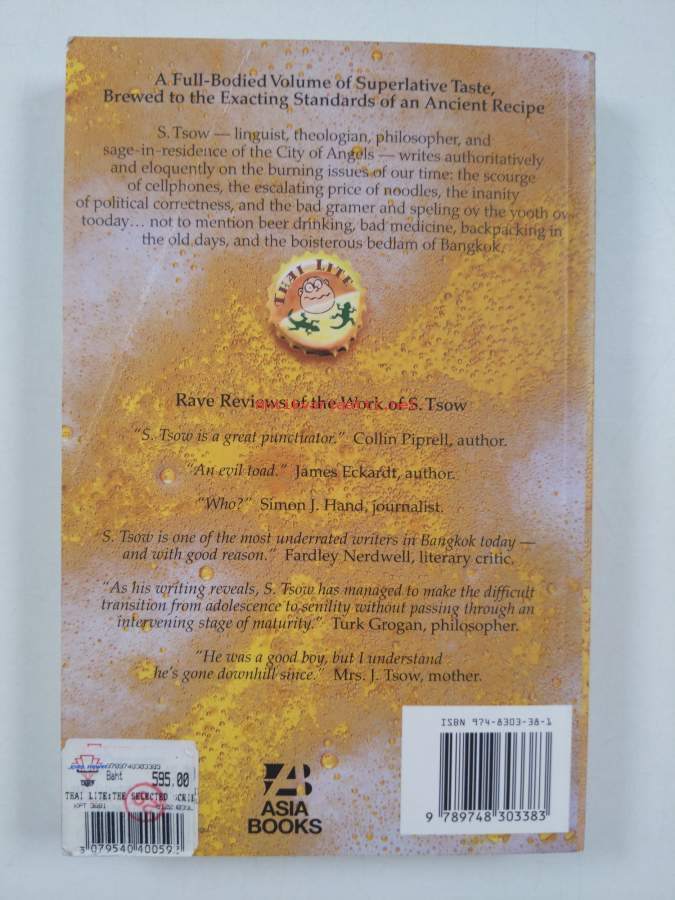 A Full-Bodied Volume of Superlative Taste,
Brewed to the Exacting Standards of an Ancient Recipe
S. Tsow — linguist, theologian, philosopher, and
sage-in-residence of the City of Angels — writes authoritatively
and eloquently on the burning issues of our time: the scourge
of cellphones, the escalating price of noodles, the inanity
of political correctness, and the bad gramer and speling ov the yooth ov
tooday… not to mention beer drinking, bad medicine, backpacking in
the old days, and the boisterous bedlam of Bangkok.
THAI LITE
Rave Reviews of the Work of S. Tsow
“S. Tsow is a great punctuator.” Collin Piprell, author.
“An evil toad.” James Eckardt, author.
“Who?” Simon J. Hand, journalist.
S. Tsow is one of the most underrated writers in Bangkok today —
and with good reason.” Fardley Nerdwell, literary critic.
“As his writing reveals, S. Tsow has managed to make the difficult
transition from adolescence to senility without passing through an
intervening stage of maturity.” Turk Grogan, philosopher.
“He was a good boy, but I understand
he’s gone downhill since.” Mrs. J. Tsow, mother.
ISBN 974-8303-38-1
9 789748 303383
ASIA
BOOKS
Baht 595.00
THAI LITE:THE SELECTED
3 079540 40059